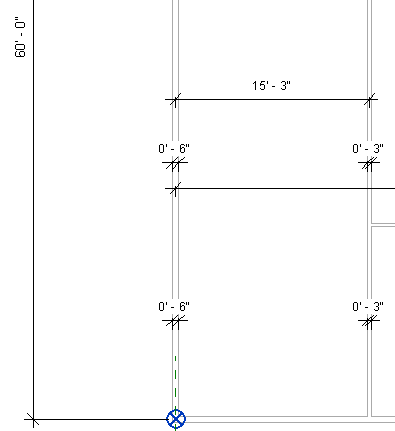 60' - 0"
15' - 3"
0' - 6"
0' - 3"
0' - 6"
0' - 3"